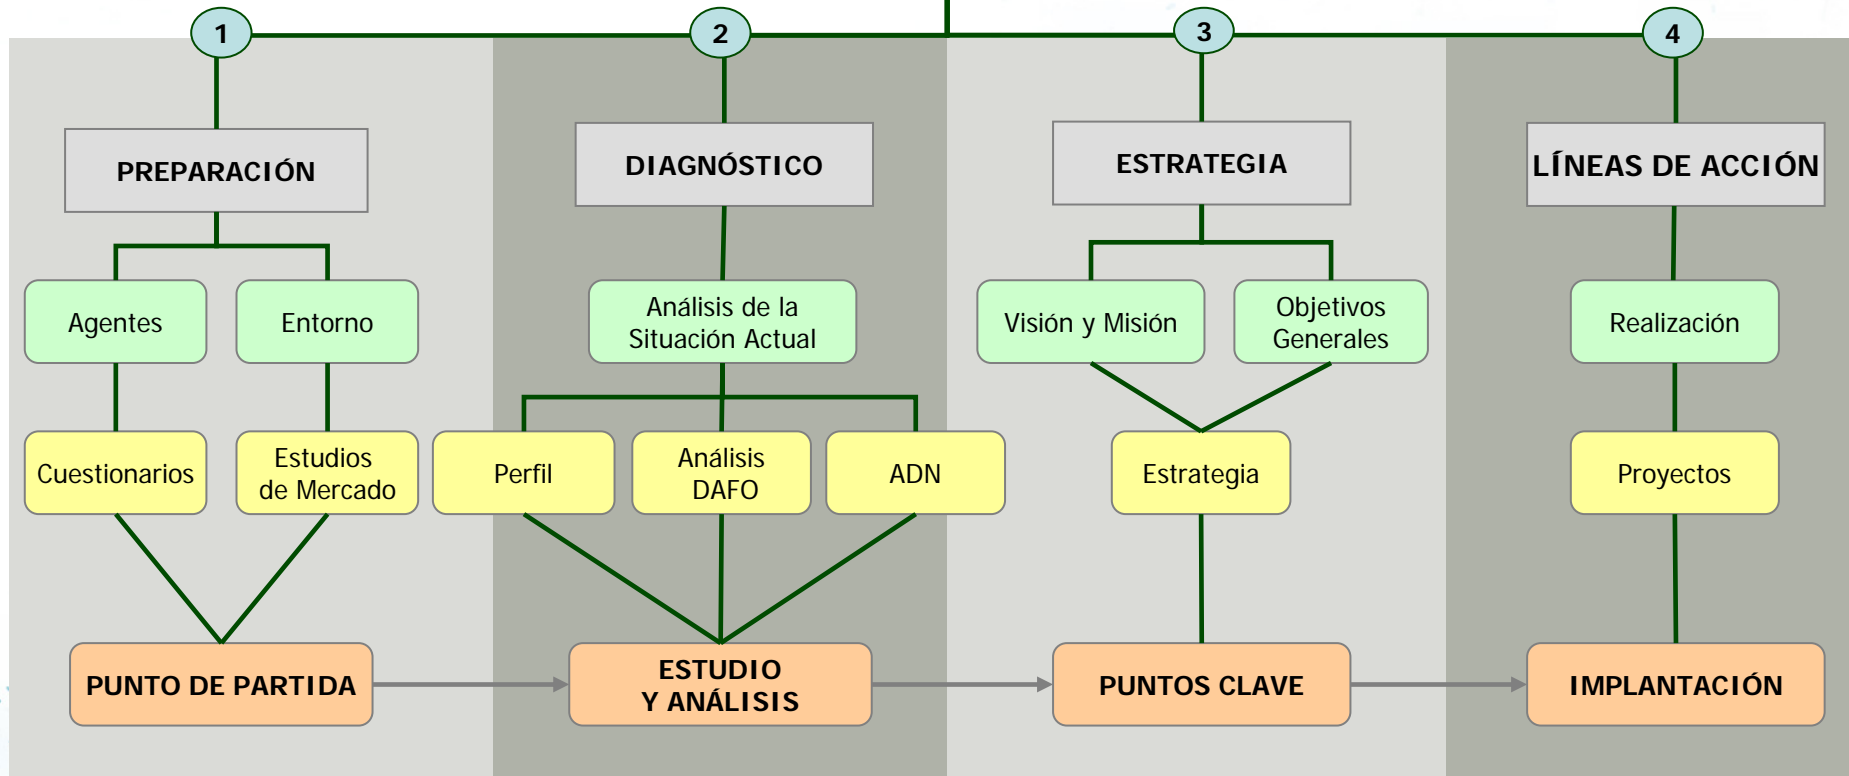 1
2
3
4
PREPARACIÓN
DIAGNÓSTICO
ESTRATEGIA
LÍNEAS DE ACCIÓN
Agentes
Entorno
Análisis de la
Situación Actual
Visión y Misión
Objetivos
Generales
Realización
Cuestionarios
Estudios
de Mercado
Perfil
Análisis
DAFO
ADN
Estrategia
Proyectos
PUNTO DE PARTIDA
ESTUDIO
Y ANÁLISIS
PUNTOS CLAVE
IMPLANTACIÓN